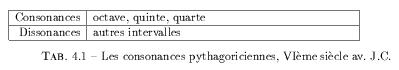 Consonances octave, quinte, quarte
Dissonances autres intervalles
TAB. 4.1 – Les consonances pythagoriciennes, VIème siècle av. J.C.